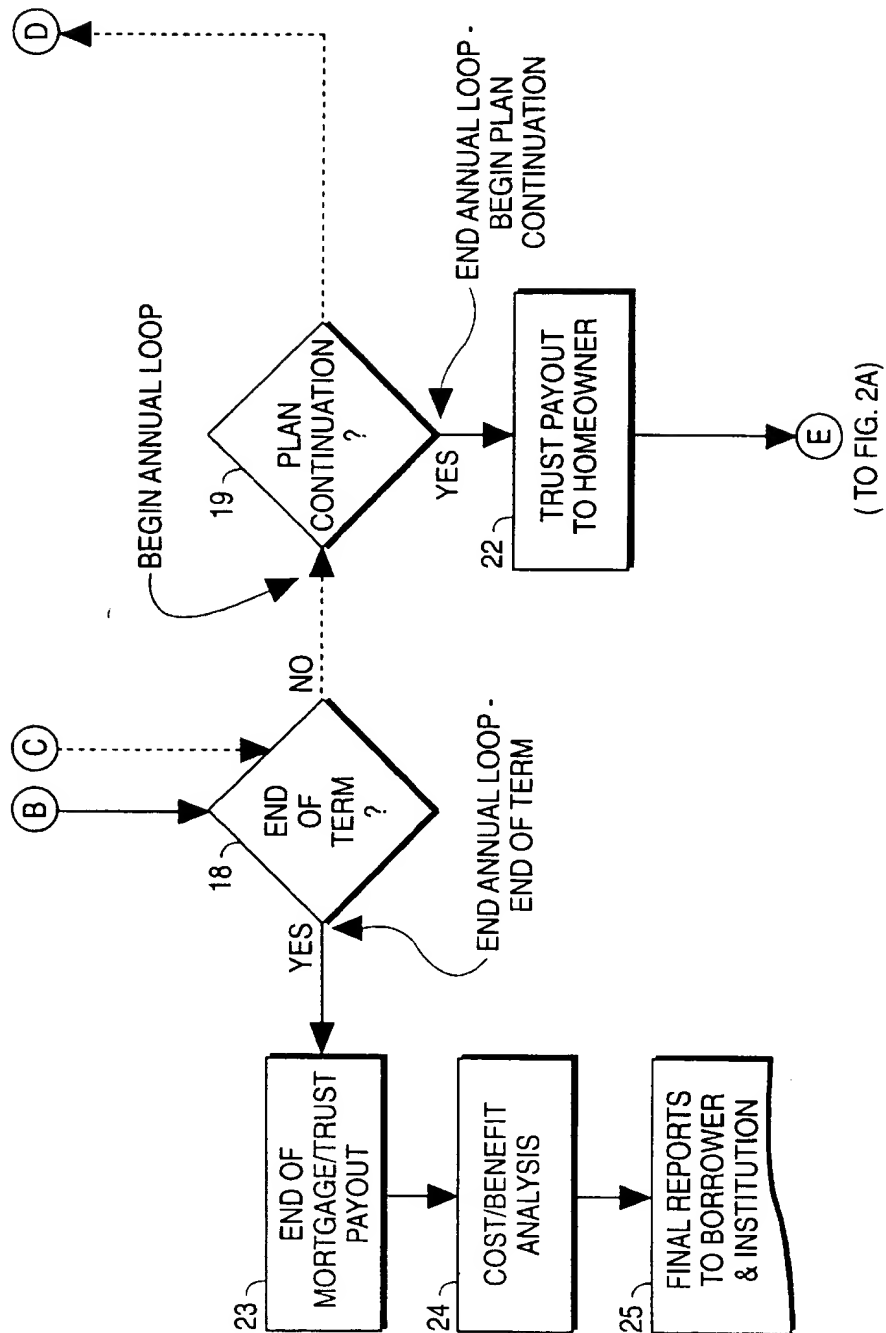 B
C
D
BEGIN ANNUAL LOOP
18
END
OF
TERM
?
YES
NO
19
PLAN
CONTINUATION
?
YES
END ANNUAL LOOP -
END OF TERM
END ANNUAL LOOP -
BEGIN PLAN
CONTINUATION
23
END OF
MORTGAGE/TRUST
PAYOUT
22
TRUST PAYOUT
TO HOMEOWNER
24
COST/BENEFIT
ANALYSIS
25
FINAL REPORTS
TO BORROWER
& INSTITUTION
E
( TO FIG. 2A)